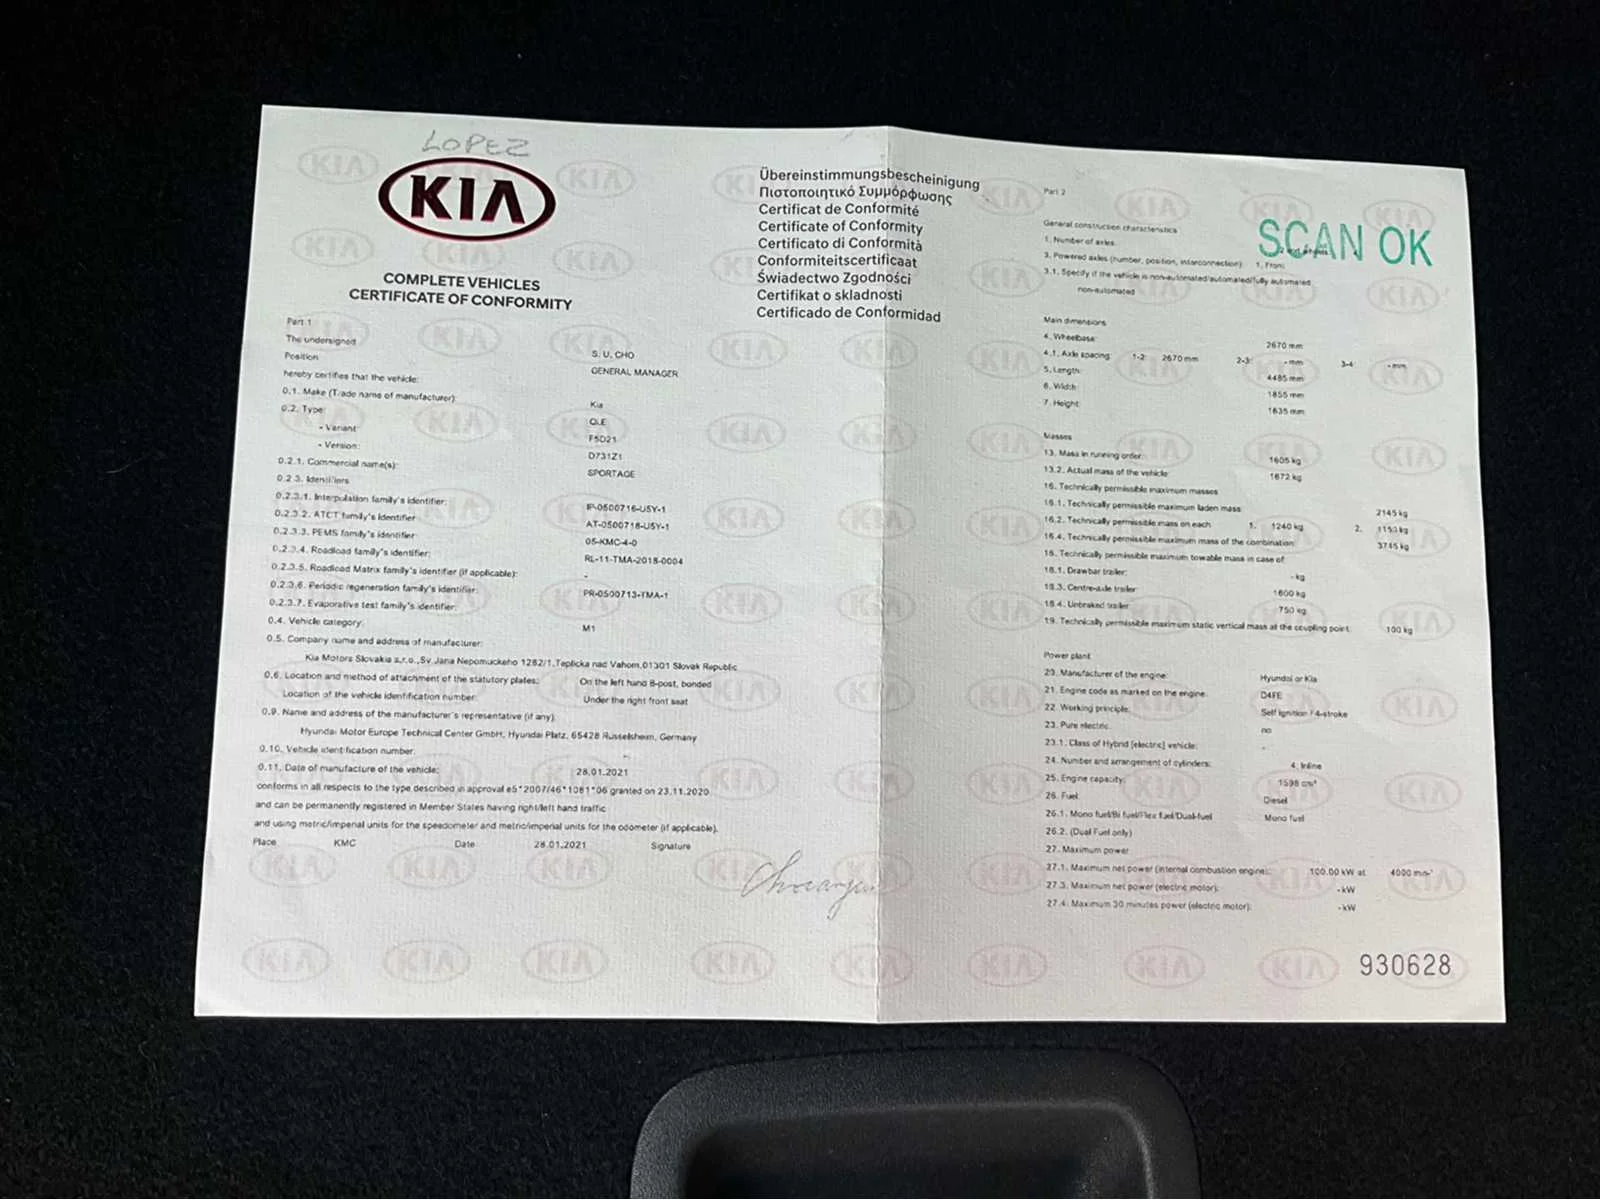 LOPEZ
KIA
COMPLETE VEHICLES
CERTIFICATE OF CONFORMITY
Übereinstimmungsbescheinigung
Πιστοποιητικό Συμμόρφωσης
Certificat de Conformité
Certificate of Conformity
Certificato di Conformità
Conformiteitscertificaat
Świadectwo Zgodności
Certifikat o skladnosti
Certificado de Conformidad
Part 1
The undersigned S. U. CHO
Position GENERAL MANAGER
hereby certifies that the vehicle:
0.1. Make (Trade name of manufacturer): Kia
0.2. Type: QLE
- Variant: F5D21
- Version: D731Z1
0.2.1. Commercial name(s): SPORTAGE
0.2.3. Identifiers
0.2.3.1. Interpolation family's identifier: IP-0500716-U5Y-1
0.2.3.2. ATCT family's Identifier: AT-0500716-U5Y-1
0.2.3.3. PEMS family's identifier: 05-KMC-4-0
0.2.3.4. Roadload family's identifier: RL-11-TMA-2018-0004
0.2.3.5. Roadload Matrix family's identifier (if applicable): -
0.2.3.6. Periodic regeneration family's identifier: PR-0500713-TMA-1
0.2.3.7. Evaporative test family's identifier:
0.4. Vehicle category: M1
0.5. Company name and address of manufacturer:
Kia Motors Slovakia s.r.o.,Sv.Jana Nepomuckeho 1282/1,Teplicka nad Vahom,01301 Slovak Republic
0.6. Location and method of attachment of the statutory plates: On the left hand B-post, bonded
Location of the vehicle identification number: Under the right front seat
0.9. Name and address of the manufacturer's representative (if any):
Hyundai Motor Europe Technical Center GmbH, Hyundai Platz, 65428 Russelsheim, Germany
0.10. Vehicle identification number:
0.11. Date of manufacture of the vehicle: 28.01.2021
conforms in all respects to the type described in approval e5*2007/46*1081*06 granted on 23.11.2020
and can be permanently registered in Member States having right/left hand traffic
and using metric/imperial units for the speedometer and metric/imperial units for the odometer (if applicable).
Place KMC Date 28.01.2021 Signature
Part 2
SCAN OK
General construction characteristics
1. Number of axles:
3. Powered axles (number, position, interconnection): 1, Front
3.1. Specify if the vehicle is non-automated/automated/fully automated:
non-automated
Main dimensions
4. Wheelbase: 2670 mm
4.1. Axle spacing: 1-2: 2670 mm 2-3: - mm 3-4: - mm
5. Length: 4485 mm
6. Width: 1855 mm
7. Height: 1635 mm
Masses
13. Mass in running order: 1605 kg
13.2. Actual mass of the vehicle: 1672 kg
16. Technically permissible maximum masses
16.1. Technically permissible maximum laden mass: 2145 kg
16.2. Technically permissible mass on each 1. 1240 kg 2. 1150 kg
16.4. Technically permissible maximum mass of the combination: 3745 kg
18. Technically permissible maximum towable mass in case of:
18.1. Drawbar trailer: - kg
18.3. Centre-axle trailer: 1600 kg
18.4. Unbraked trailer: 750 kg
19. Technically permissible maximum static vertical mass at the coupling point: 100 kg
Power plant
20. Manufacturer of the engine: Hyundai or Kia
21. Engine code as marked on the engine: D4FE
22. Working principle: Self ignition / 4-stroke
23. Pure electric: no
23.1. Class of Hybrid [electric] vehicle: -
24. Number and arrangement of cylinders: 4, Inline
25. Engine capacity: 1598 cm³
26. Fuel: Diesel
26.1. Mono fuel/Bi fuel/Flex fuel/Dual-fuel Mono fuel
26.2. (Dual Fuel only)
27. Maximum power
27.1. Maximum net power (internal combustion engine): 100.00 kW at 4000 min⁻¹
27.3. Maximum net power (electric motor): - kW
27.4. Maximum 30 minutes power (electric motor): - kW
930628